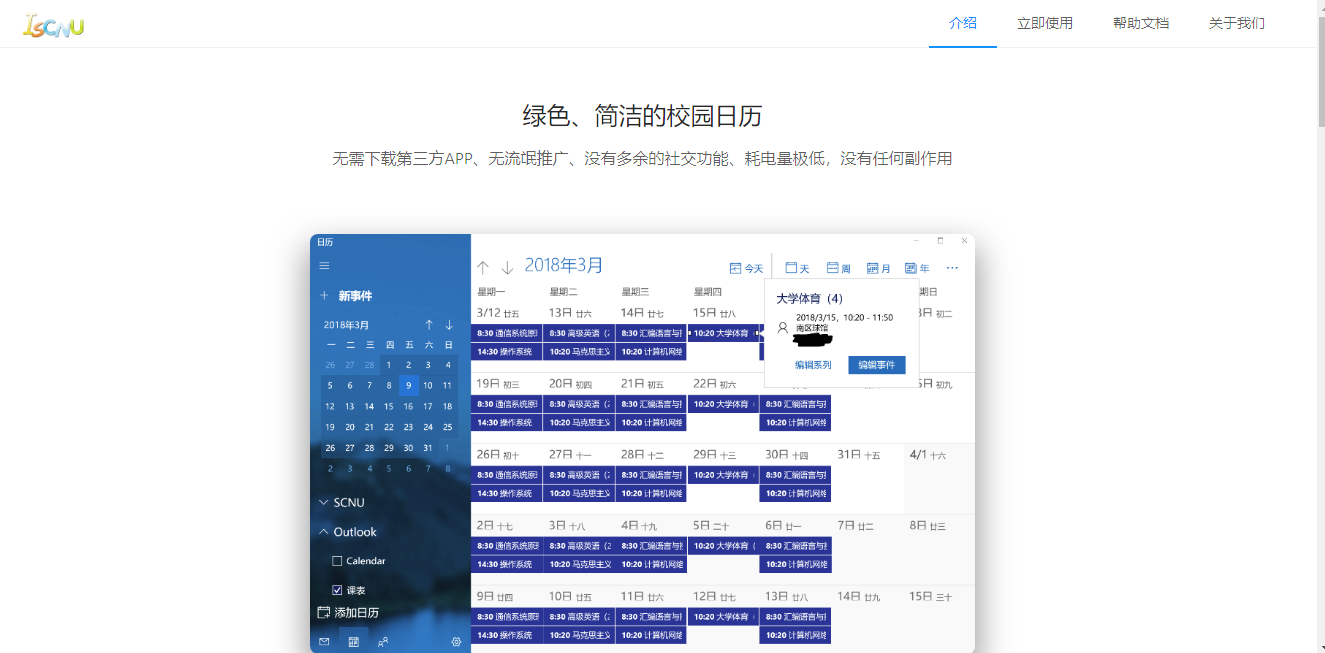 IsCNU
介绍 立即使用 帮助文档 关于我们
绿色、简洁的校园日历
无需下载第三方APP、无流氓推广、没有多余的社交功能、耗电量极低，没有任何副作用
日历
2018年3月
今天 天 周 月 年 ···
新事件
星期一 星期二 星期三 星期四 期日
大学体育（4）
2018/3/15，10:20 - 11:50
南区球馆
编辑系列 编辑事件
2018年3月
一 二 三 四 五 六 日
26 27 28 1 2 3 4
5 6 7 8 9 10 11
12 13 14 15 16 17 18
19 20 21 22 23 24 25
26 27 28 29 30 31 1
2 3 4 5 6 7 8
SCNU
Outlook
Calendar
课表
添加日历
3/12 廿五 13日 廿六 14日 廿七 15日 廿八 日 初二
8:30 通信系统原理 8:30 高级英语（2 8:30 汇编语言与接 10:20 大学体育（
14:30 操作系统 10:20 马克思主义 10:20 计算机网络
19日 初三 20日 初四 21日 初五 22日 初六 日 初九
8:30 通信系统原理 8:30 高级英语（2 8:30 汇编语言与接 10:20 大学体育（ 8:30 汇编语言与接
14:30 操作系统 10:20 马克思主义 10:20 计算机网络 10:20 计算机网络
26日 初十 27日 十一 28日 十二 29日 十三 30日 十四 31日 十五 4/1 十六
8:30 通信系统原理 8:30 高级英语（2 8:30 汇编语言与接 10:20 大学体育（ 8:30 汇编语言与接
14:30 操作系统 10:20 马克思主义 10:20 计算机网络 10:20 计算机网络
2日 十七 3日 十八 4日 十九 5日 二十 6日 廿一 7日 廿二 8日 廿三
8:30 通信系统原理 8:30 高级英语（2 8:30 汇编语言与接 10:20 大学体育（ 8:30 汇编语言与接
14:30 操作系统 10:20 马克思主义 10:20 计算机网络 10:20 计算机网络
9日 廿四 10日 廿五 11日 廿六 12日 廿七 13日 廿八 14日 廿九 15日 三十
8:30 通信系统原理 8:30 高级英语（2 8:30 汇编语言与接 10:20 大学体育（ 8:30 汇编语言与接
14:30 操作系统 10:20 马克思主义 10:20 计算机网络 10:20 计算机网络